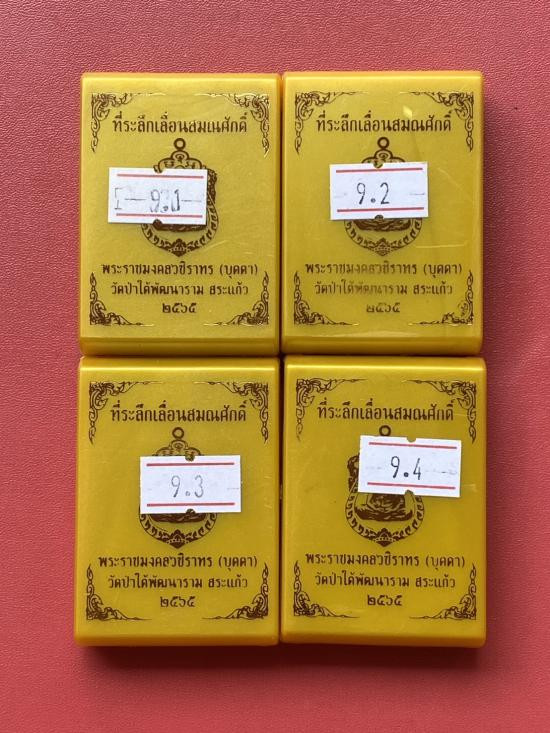 ที่ระลึกเลื่อนสมณศักดิ์
9.1
พระราชมงคลวชิราทร (บุดดา)
วัดป่าใต้พัฒนาราม สระแก้ว
๒๕๖๕
ที่ระลึกเลื่อนสมณศักดิ์
9.2
พระราชมงคลวชิราทร (บุดดา)
วัดป่าใต้พัฒนาราม สระแก้ว
๒๕๖๕
ที่ระลึกเลื่อนสมณศักดิ์
9.3
พระราชมงคลวชิราทร (บุดดา)
วัดป่าใต้พัฒนาราม สระแก้ว
๒๕๖๕
ที่ระลึกเลื่อนสมณศักดิ์
9.4
พระราชมงคลวชิราทร (บุดดา)
วัดป่าใต้พัฒนาราม สระแก้ว
๒๕๖๕